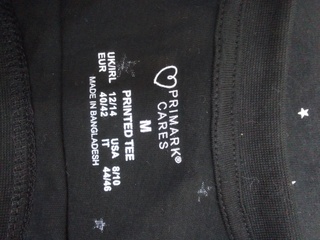 PRIMARK®
CARES
M
PRINTED TEE
UK/IRL 12/14 USA 8/10
EUR 40/42 IT 44/46
MADE IN BANGLADESH